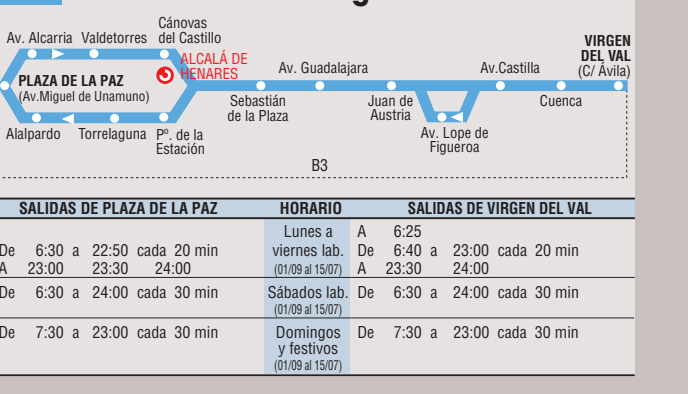 Cánovas
del Castillo
Av. Alcarria Valdetorres
ALCALÁ DE
HENARES
PLAZA DE LA PAZ
(Av.Miguel de Unamuno)
Alalpardo Torrelaguna Pº. de la
Estación
Av. Guadalajara
Sebastián
de la Plaza
Juan de
Austria
Av. Lope de
Figueroa
Av.Castilla
Cuenca
VIRGEN
DEL VAL
(C/ Ávila)
B3
SALIDAS DE PLAZA DE LA PAZ HORARIO SALIDAS DE VIRGEN DEL VAL
Lunes a A 6:25
De 6:30 a 22:50 cada 20 min viernes lab. De 6:40 a 23:00 cada 20 min
A 23:00 23:30 24:00 (01/09 al 15/07) A 23:30 24:00
De 6:30 a 24:00 cada 30 min Sábados lab. De 6:30 a 24:00 cada 30 min
(01/09 al 15/07)
De 7:30 a 23:00 cada 30 min Domingos De 7:30 a 23:00 cada 30 min
y festivos
(01/09 al 15/07)